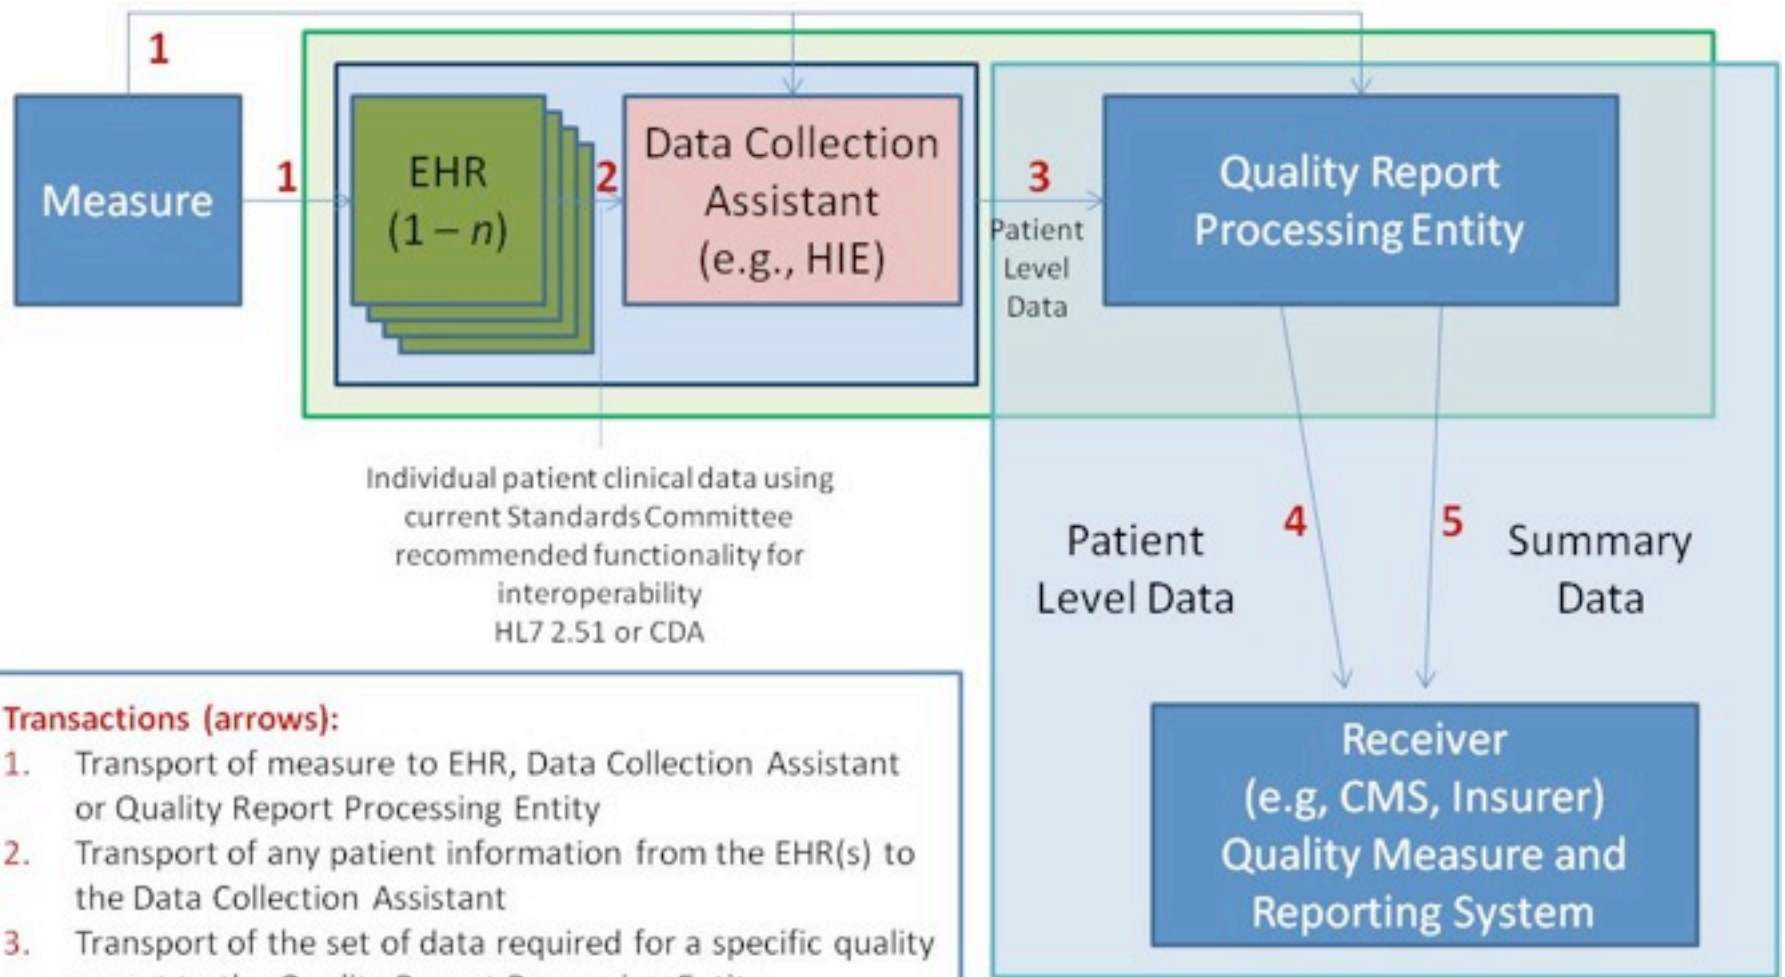 1
Measure
1
EHR
(1 – n)
2
Data Collection
Assistant
(e.g., HIE)
3
Patient
Level
Data
Quality Report
Processing Entity
Individual patient clinical data using
current Standards Committee
recommended functionality for
interoperability
HL7 2.51 or CDA
Patient
Level Data
4
5
Summary
Data
Receiver
(e.g, CMS, Insurer)
Quality Measure and
Reporting System
Transactions (arrows):
1. Transport of measure to EHR, Data Collection Assistant
or Quality Report Processing Entity
2. Transport of any patient information from the EHR(s) to
the Data Collection Assistant
3. Transport of the set of data required for a specific quality